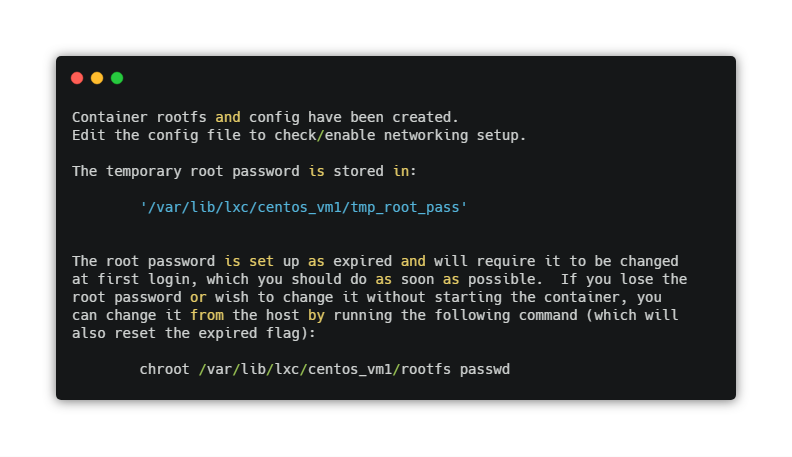 Container rootfs and config have been created.
Edit the config file to check/enable networking setup.
The temporary root password is stored in:
'/var/lib/lxc/centos_vm1/tmp_root_pass'
The root password is set up as expired and will require it to be changed
at first login, which you should do as soon as possible.  If you lose the
root password or wish to change it without starting the container, you
can change it from the host by running the following command (which will
also reset the expired flag):
chroot /var/lib/lxc/centos_vm1/rootfs passwd